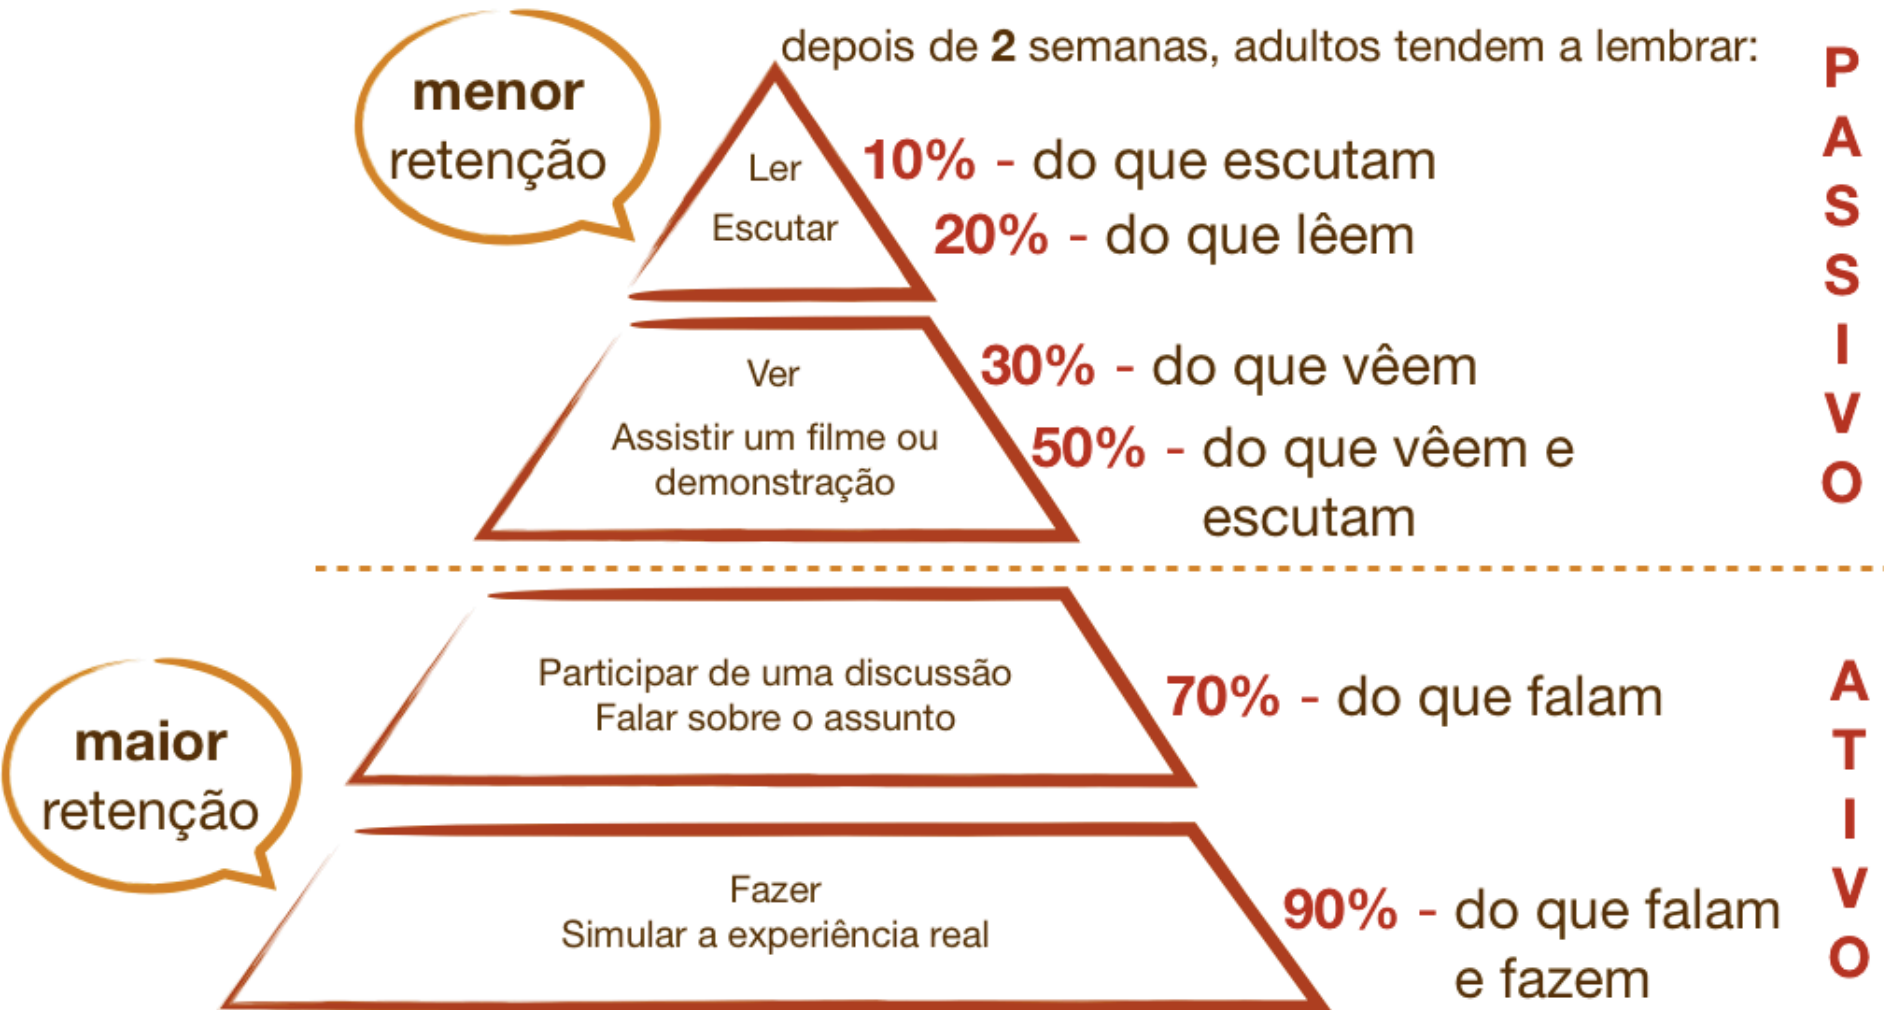 depois de 2 semanas, adultos tendem a lembrar:
menor
retenção
Ler
Escutar
10% - do que escutam
20% - do que lêem
Ver
Assistir um filme ou
demonstração
30% - do que vêem
50% - do que vêem e
escutam
PASSIVO
maior
retenção
Participar de uma discussão
Falar sobre o assunto
70% - do que falam
Fazer
Simular a experiência real
90% - do que falam
e fazem
ATIVO